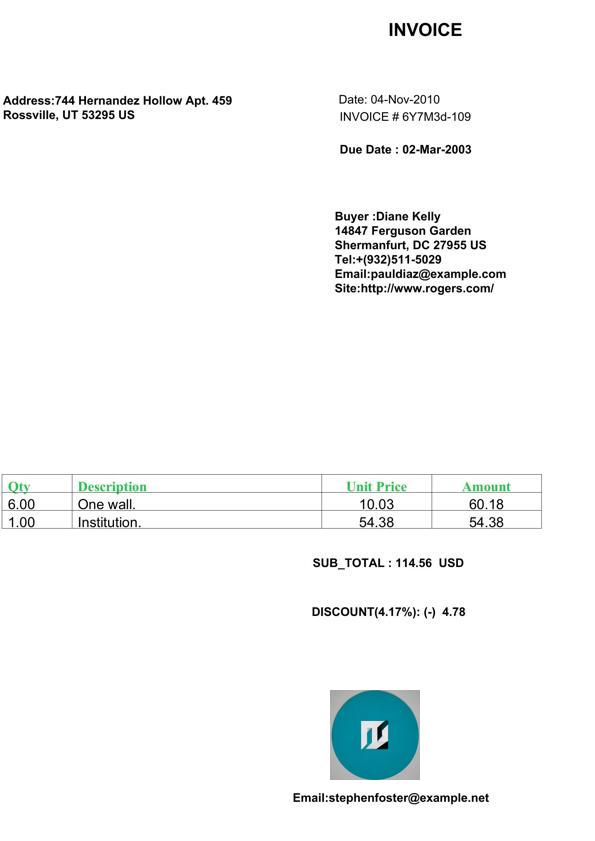 INVOICE
Address:744 Hernandez Hollow Apt. 459
Rossville, UT 53295 US
Date: 04-Nov-2010
INVOICE # 6Y7M3d-109
Due Date : 02-Mar-2003
Buyer :Diane Kelly
14847 Ferguson Garden
Shermanfurt, DC 27955 US
Tel:+(932)511-5029
Email:pauldiaz@example.com
Site:http://www.rogers.com/
Qty Description Unit Price Amount
6.00 One wall. 10.03 60.18
1.00 Institution. 54.38 54.38
SUB_TOTAL : 114.56 USD
DISCOUNT(4.17%): (-) 4.78
Email:stephenfoster@example.net